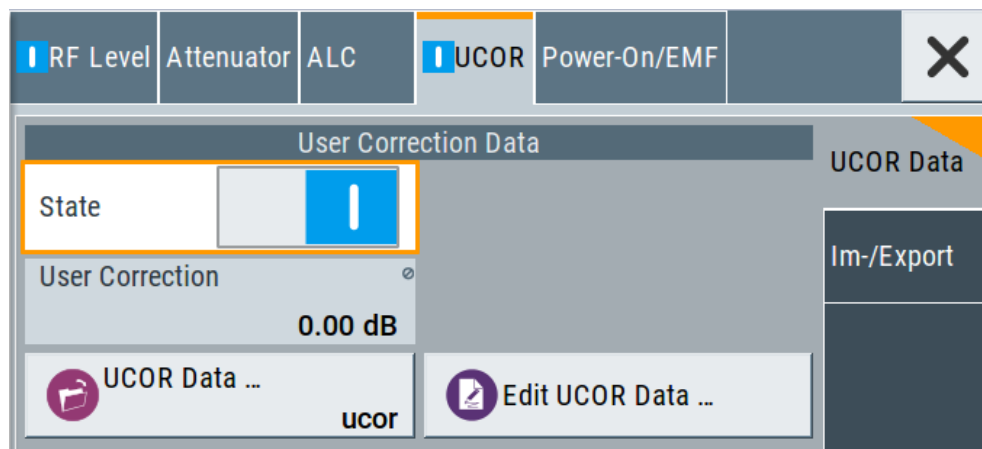 RF Level Attenuator ALC UCOR Power-On/EMF
User Correction Data
UCOR Data
State
Im-/Export
User Correction
0.00 dB
UCOR Data ...
ucor
Edit UCOR Data ...